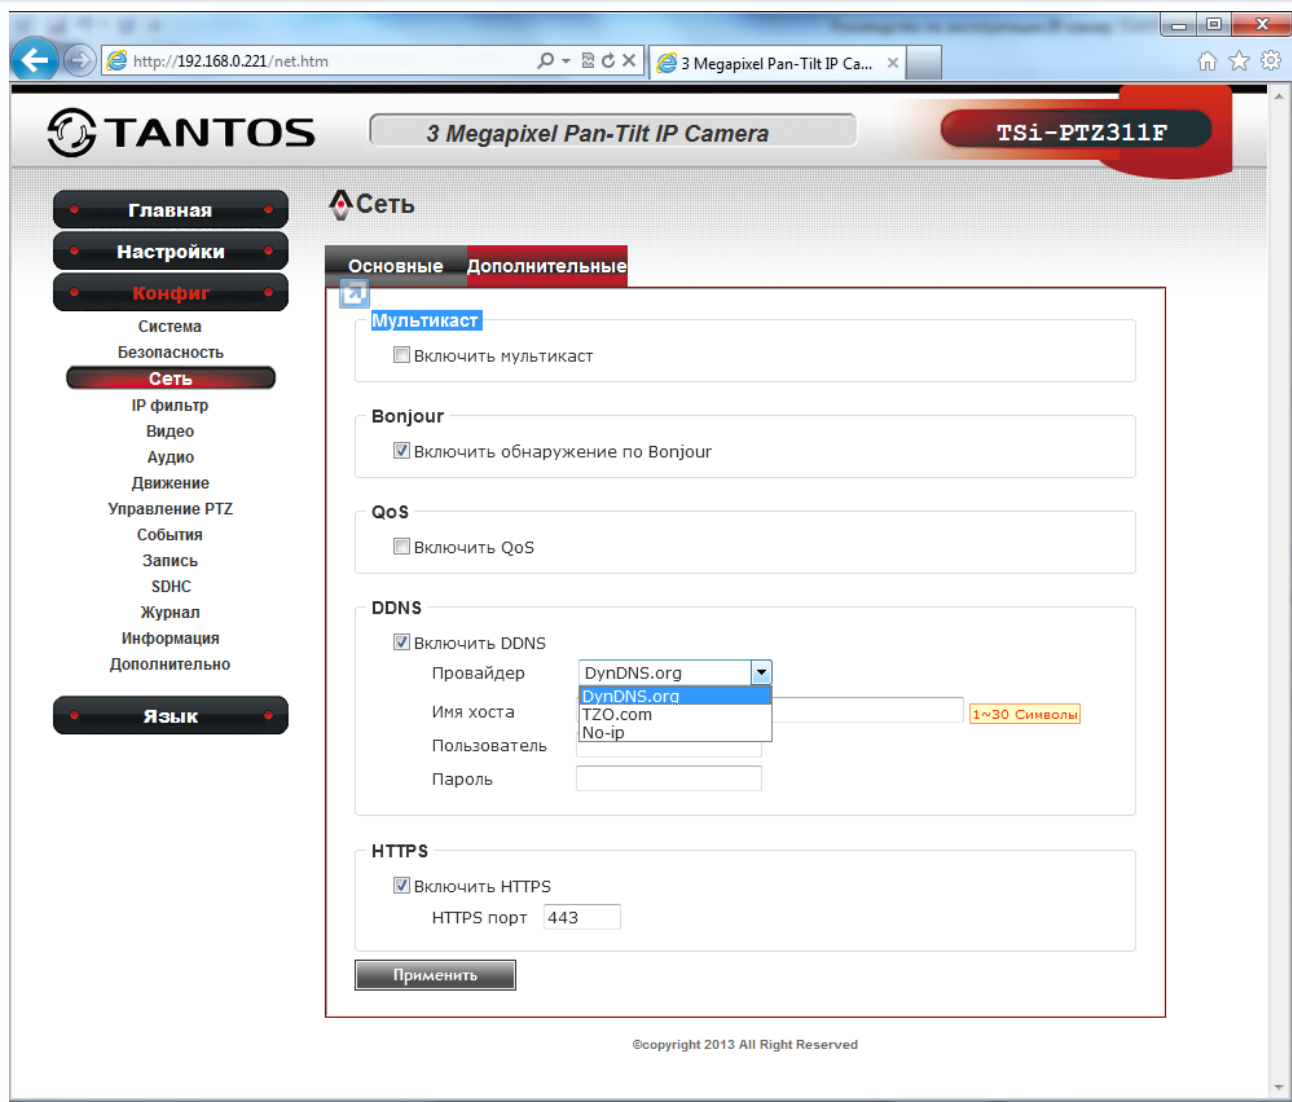 http://192.168.0.221/net.htm
3 Megapixel Pan-Tilt IP Ca...
TANTOS
3 Megapixel Pan-Tilt IP Camera
TSi-PTZ311F
Главная
Настройки
Конфиг
Система
Безопасность
Сеть
IP фильтр
Видео
Аудио
Движение
Управление PTZ
События
Запись
SDHC
Журнал
Информация
Дополнительно
Язык
Сеть
Основные Дополнительные
Мультикаст
Включить мультикаст
Bonjour
Включить обнаружение по Bonjour
QoS
Включить QoS
DDNS
Включить DDNS
Провайдер DynDNS.org
DynDNS.org
TZO.com
No-ip
Имя хоста 1~30 Символы
Пользователь
Пароль
HTTPS
Включить HTTPS
HTTPS порт 443
Применить
©copyright 2013 All Right Reserved